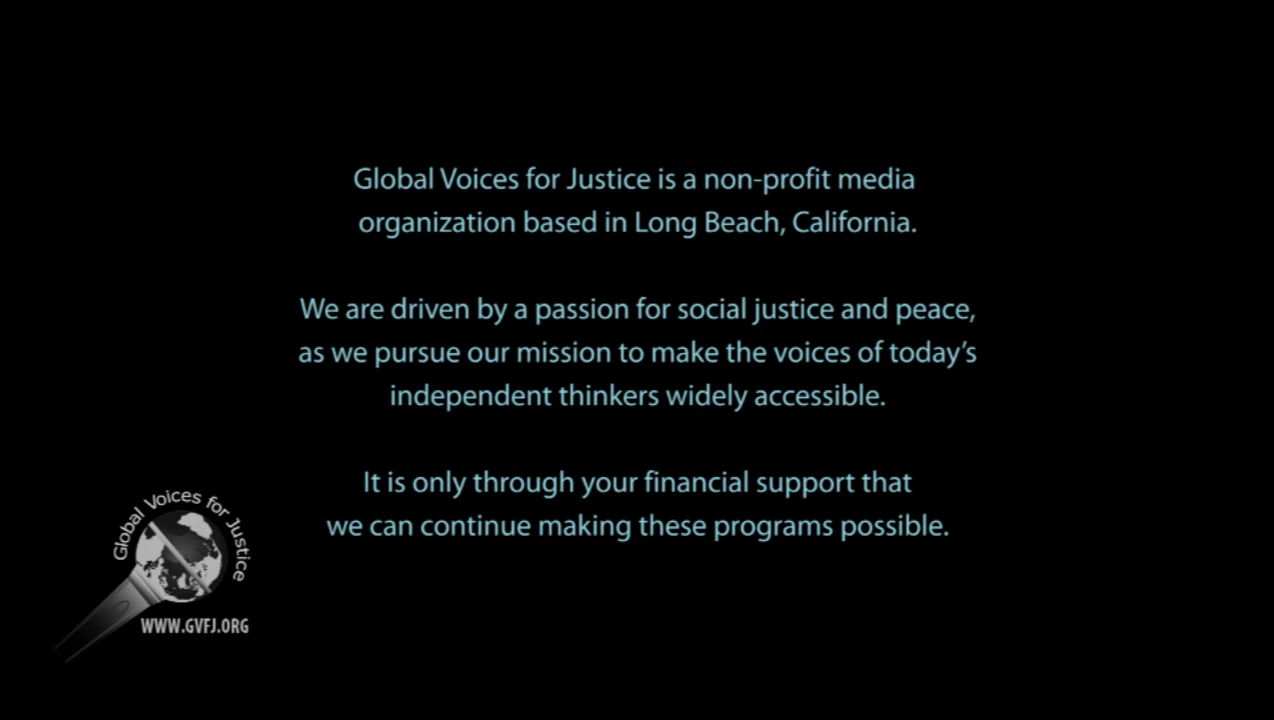 Global Voices for Justice is a non-profit media
organization based in Long Beach, California.
We are driven by a passion for social justice and peace,
as we pursue our mission to make the voices of today’s
independent thinkers widely accessible.
It is only through your financial support that
we can continue making these programs possible.
Global Voices for Justice
WWW.GVFJ.ORG